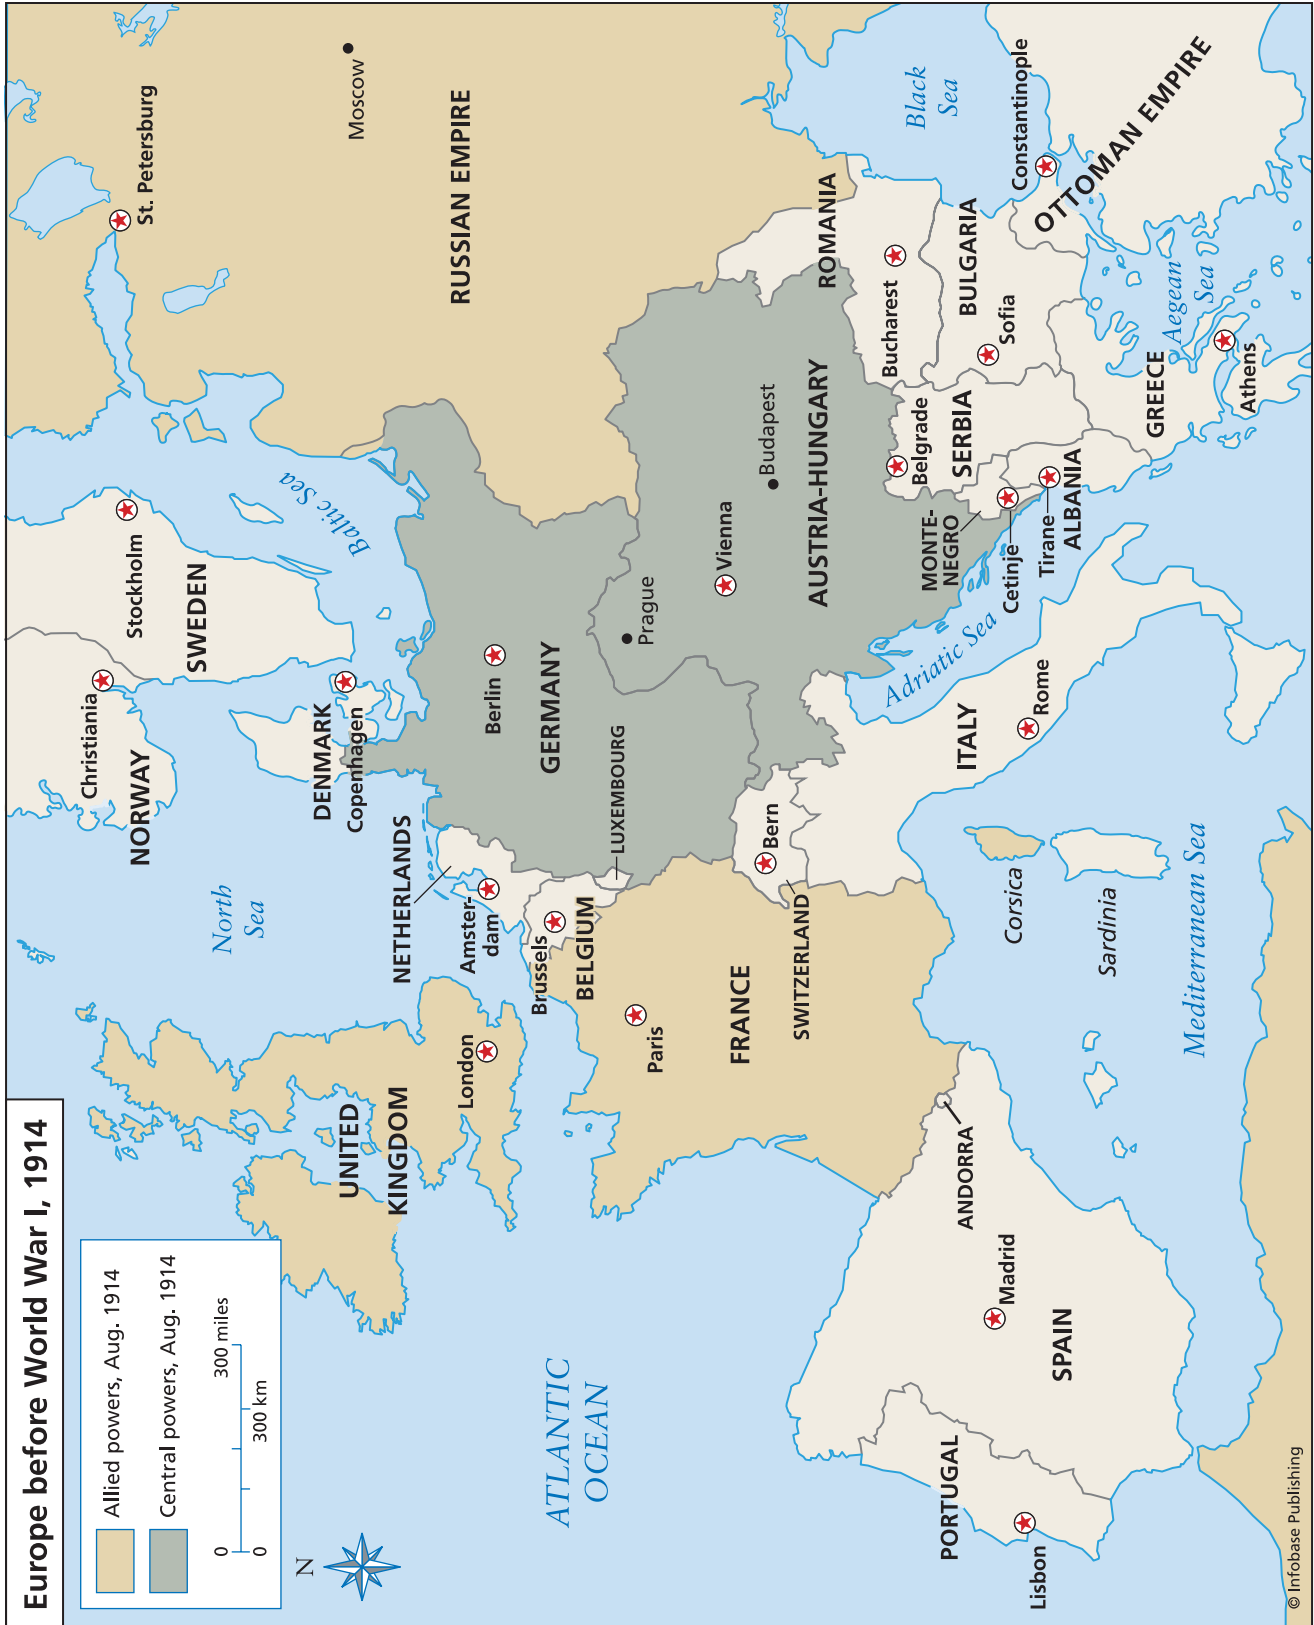 Europe before World War I, 1914
Allied powers, Aug. 1914
Central powers, Aug. 1914
0
300 miles
0
300 km
N
NORWAY
Christiania
SWEDEN
Stockholm
St. Petersburg
Moscow
RUSSIAN EMPIRE
North
Sea
Baltic Sea
DENMARK
Copenhagen
UNITED
KINGDOM
London
NETHERLANDS
Amster-
dam
Brussels
BELGIUM
LUXEMBOURG
Berlin
GERMANY
Prague
Vienna
Budapest
AUSTRIA-HUNGARY
ATLANTIC
OCEAN
Paris
FRANCE
Bern
SWITZERLAND
ROMANIA
Bucharest
Black
Sea
Belgrade
SERBIA
BULGARIA
Sofia
MONTE-
NEGRO
Cetinje
Tirane
ALBANIA
Adriatic Sea
ITALY
Rome
Constantinople
OTTOMAN EMPIRE
GREECE
Aegean
Sea
Athens
Corsica
Sardinia
Mediterranean Sea
ANDORRA
Madrid
SPAIN
PORTUGAL
Lisbon
© Infobase Publishing